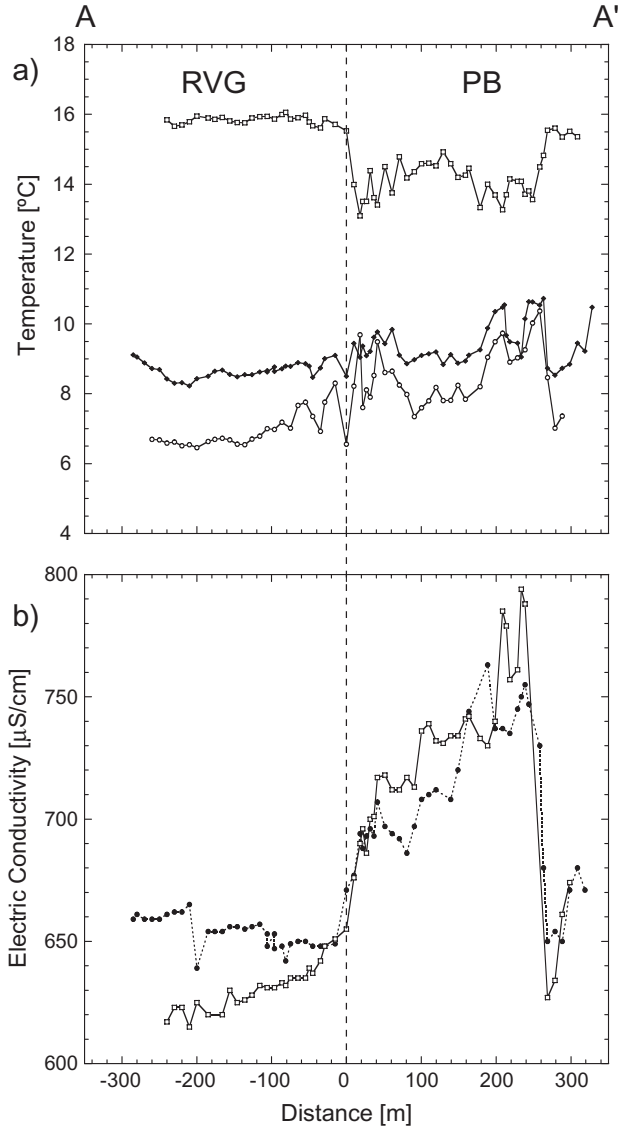 A A'
a)
RVG PB
18
16
14
12
10
8
6
4
Temperature [ºC]
b)
800
750
700
650
600
Electric Conductivity [µS/cm]
-300 -200 -100 0 100 200 300
Distance [m]